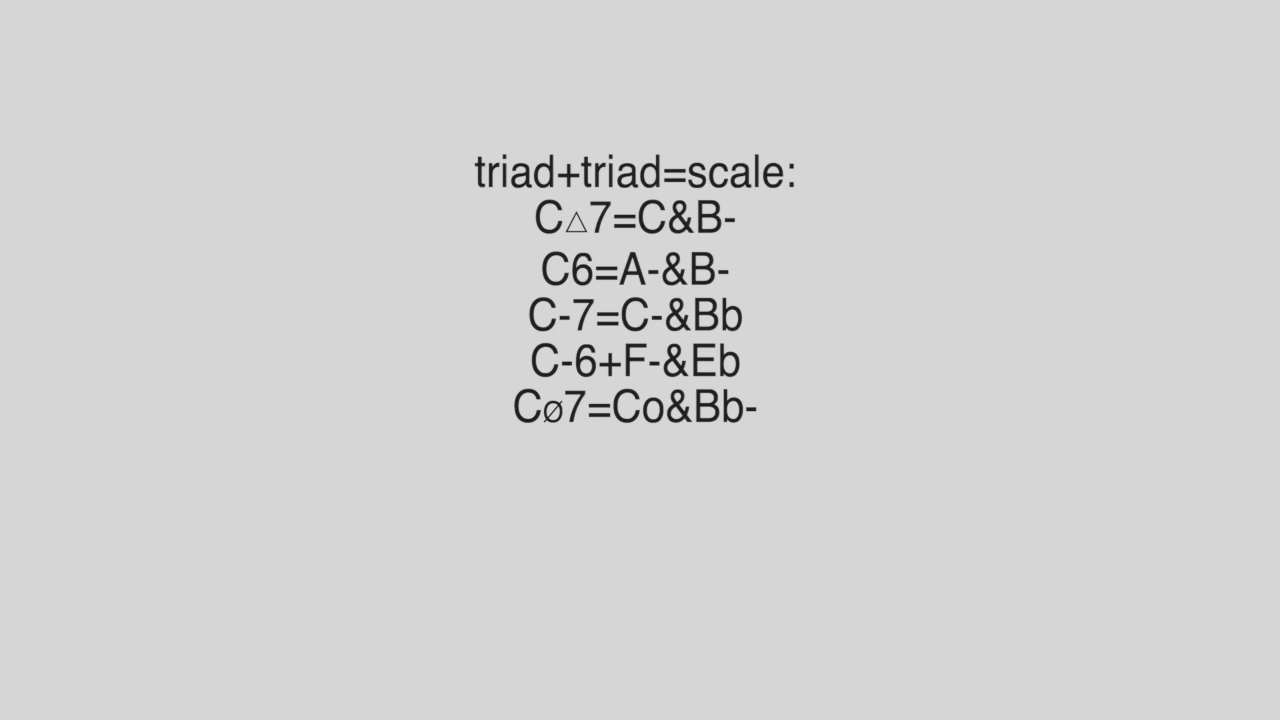 triad+triad=scale:
C△7=C&B-
C6=A-&B-
C-7=C-&Bb
C-6+F-&Eb
Cø7=Co&Bb-